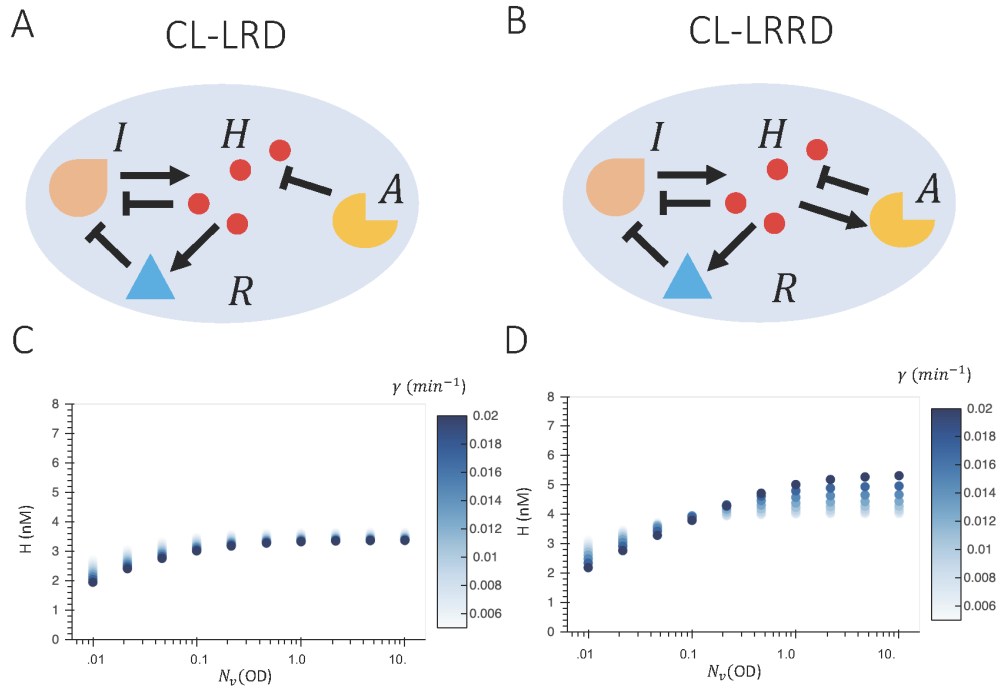 A
CL-LRD
I
H
A
R
B
CL-LRRD
I
H
A
R
C
γ (min⁻¹)
H (nM)
8
7
6
5
4
3
2
1
0
.01
0.1
1.0
10.
N_v(OD)
0.02
0.018
0.016
0.014
0.012
0.01
0.008
0.006
D
γ (min⁻¹)
H (nM)
8
7
6
5
4
3
2
1
0
.01
0.1
1.0
10.
N_v(OD)
0.02
0.018
0.016
0.014
0.012
0.01
0.008
0.006